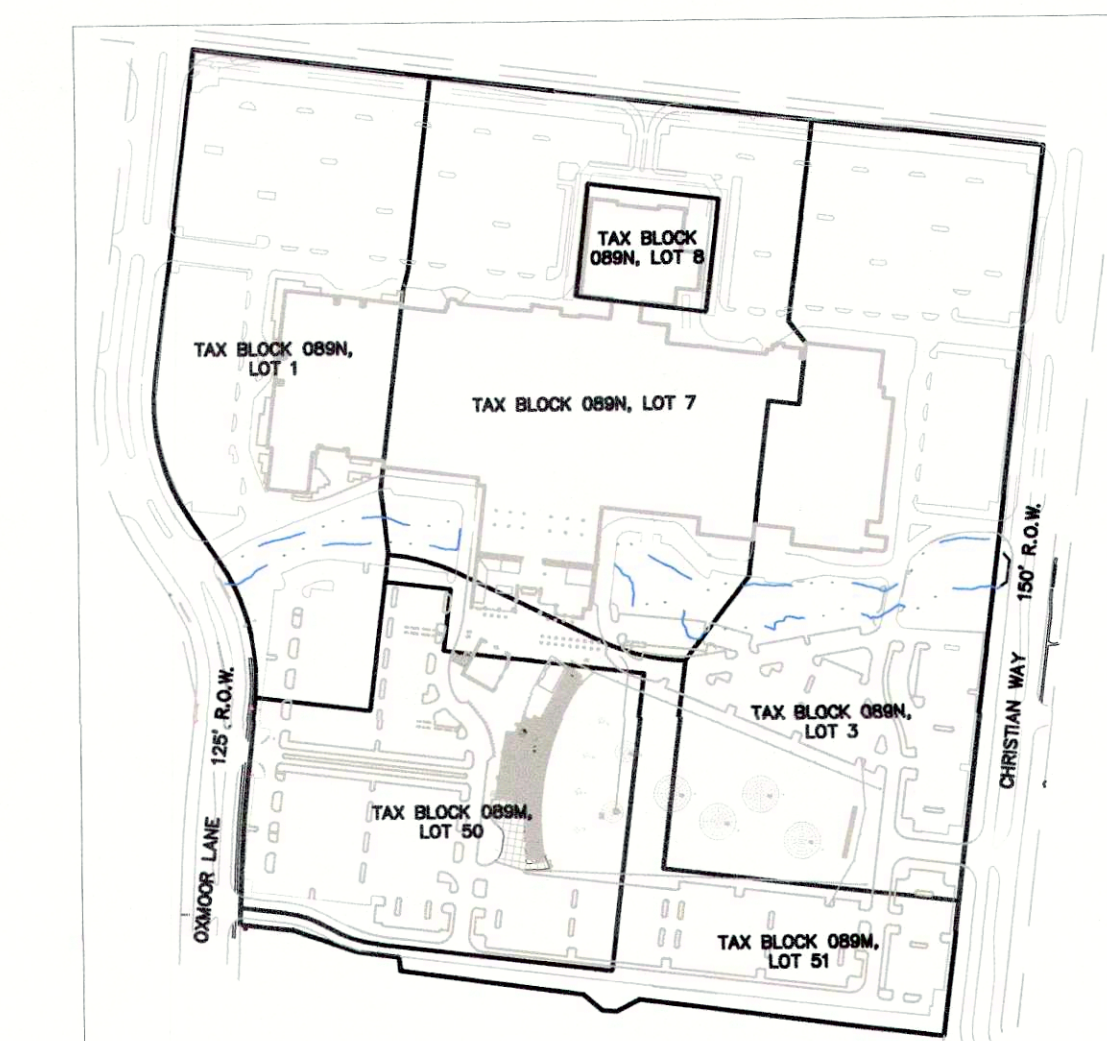 TAX BLOCK
089N, LOT 8
TAX BLOCK 089N,
LOT 1
TAX BLOCK 089N, LOT 7
150' R.O.W.
CHRISTIAN WAY
125' R.O.W.
OXMOOR LANE
TAX BLOCK 089N,
LOT 3
TAX BLOCK 089M,
LOT 50
TAX BLOCK 089M,
LOT 51